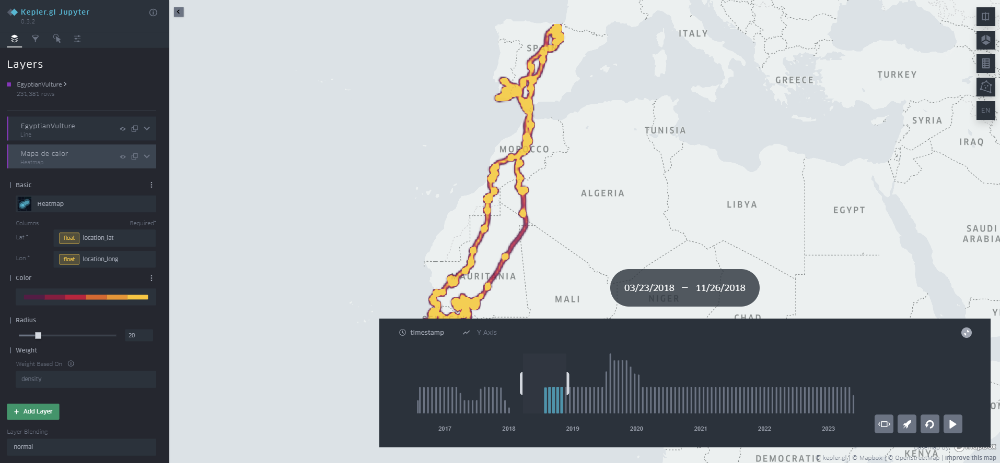 Kepler.gl Jupyter
0.3.2
Layers
EgyptianVulture
231,381 rows
EgyptianVulture
Line
Mapa de calor
Heatmap
Basic
Heatmap
Columns
Required*
Lat *
float
location_lat
Lon *
float
location_long
Color
Radius
20
Weight
Weight Based On
density
+ Add Layer
Layer Blending
normal
EN
ITALY
TURKEY
GREECE
SYRIA
TUNISIA
IRAQ
MOROCCO
ALGERIA
LIBYA
EGYPT
SAUDI
ARABIA
MAURITANIA
MALI
NIGER
CHAD
03/23/2018 – 11/26/2018
timestamp
Y Axis
2017
2018
2019
2020
2021
2022
2023
Basemap by:
mapbox
KENYA
DEMOCRATIC
© kepler.gl | © Mapbox | © OpenStreetMap | Improve this map